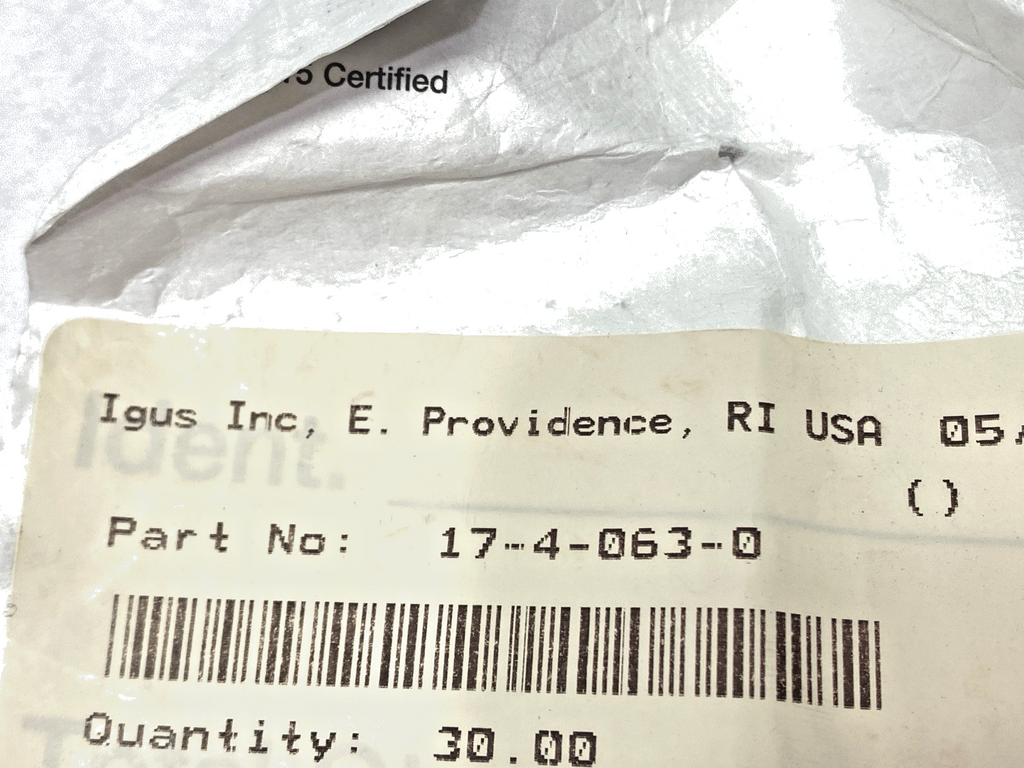 Certified
Igus Inc, E. Providence, RI USA 05
()
Part No: 17-4-063-0
Quantity: 30.00
Ident.